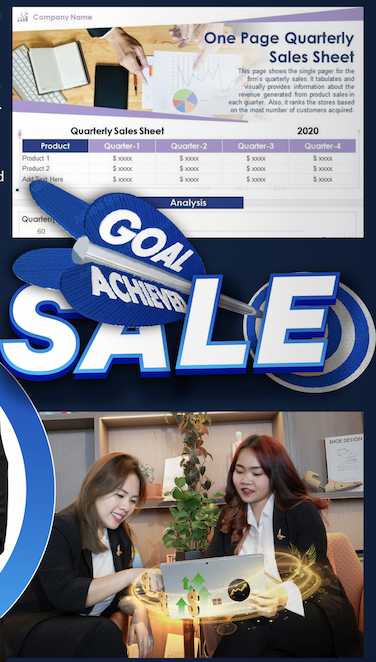 Company Name
One Page Quarterly
Sales Sheet
This page shows the single pager for the
firm's quarterly sales. It tabulates and
visually provides information about the
revenue generated from product sales in
each quarter. Also, it ranks the stores based
on the most number of customers acquired.
Quarterly Sales Sheet 2020
Product Quarter-1 Quarter-2 Quarter-3 Quarter-4
Product 1 $ xxxx $ xxxx $ xxxx $ xxxx
Product 2 $ xxxx $ xxxx $ xxxx $ xxxx
Add Text Here $ xxxx $ xxxx $ xxxx $ xxxx
Analysis
Quarterly
60
GOAL
ACHIEVED
SALE
SHOE DESIGN